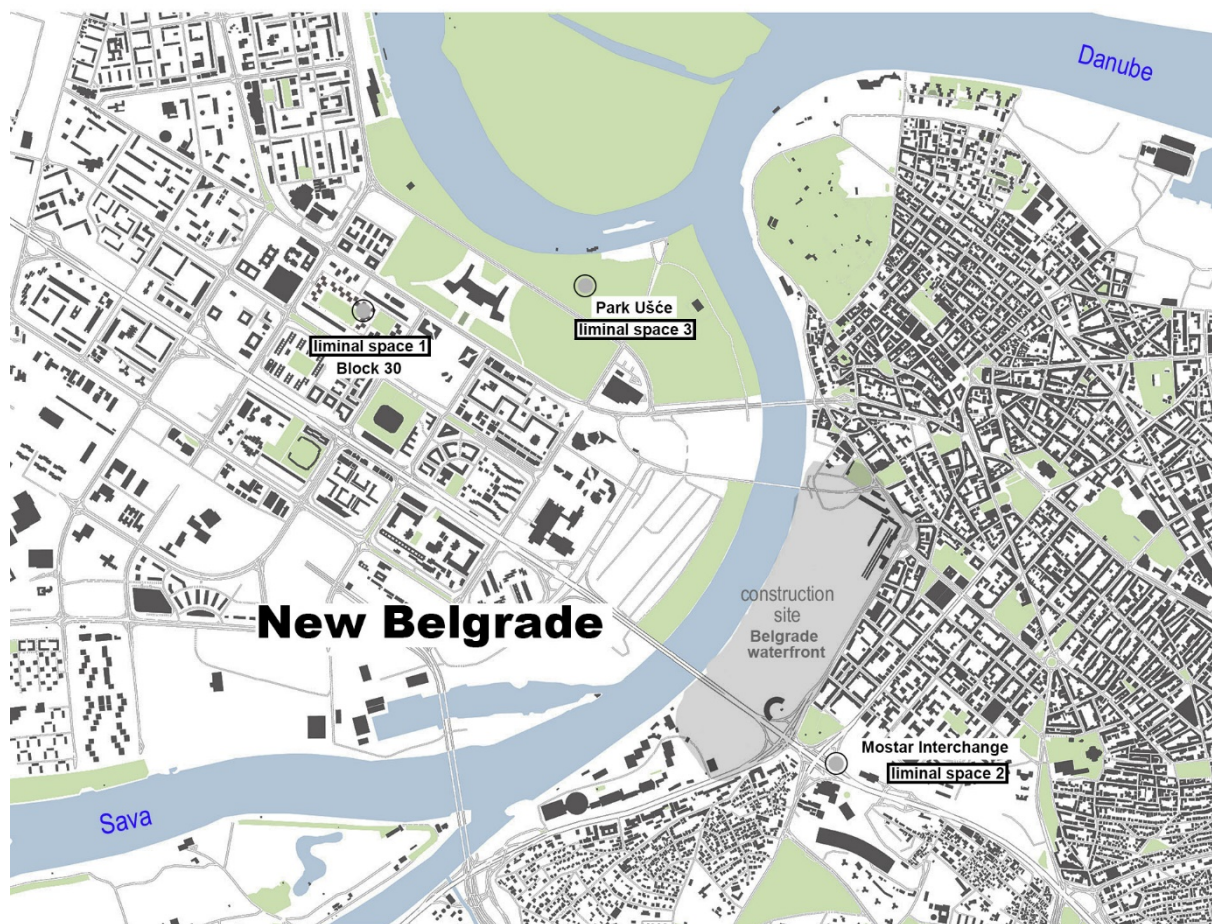 Danube
Park Ušće
liminal space 3
liminal space 1
Block 30
construction
site
Belgrade
waterfront
New Belgrade
Mostar Interchange
liminal space 2
Sava